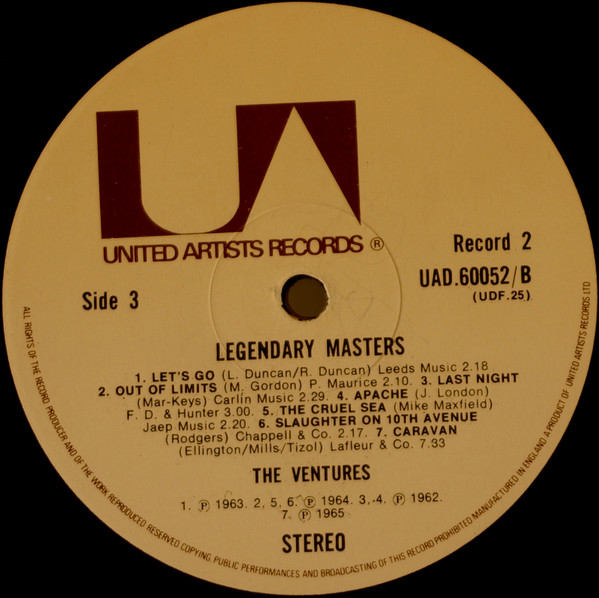 UA
UNITED ARTISTS RECORDS ®
Record 2
Side 3
UAD.60052/B
(UDF.25)
LEGENDARY MASTERS
1. LET'S GO (L. Duncan/R. Duncan) Leeds Music 2.18
2. OUT OF LIMITS (M. Gordon) P. Maurice 2.10. 3. LAST NIGHT
(Mar-Keys) Carlin Music 2.29. 4. APACHE (J. London)
F. D. & Hunter 3.00. 5. THE CRUEL SEA (Mike Maxfield)
Jaep Music 2.20. 6. SLAUGHTER ON 10TH AVENUE
(Rodgers) Chappell & Co. 2.17. 7. CARAVAN
(Ellington/Mills/Tizol) Lafleur & Co. 7.33
THE VENTURES
1. ℗ 1963. 2, 5, 6. ℗ 1964. 3,-4. ℗ 1962.
7. ℗ 1965
STEREO
ALL RIGHTS OF THE RECORD PRODUCER AND OF THE WORK REPRODUCED RESERVED COPYING, PUBLIC PERFORMANCES AND BROADCASTING OF THIS RECORD PROHIBITED MANUFACTURED IN ENGLAND A PRODUCT OF UNITED ARTISTS RECORDS LTD